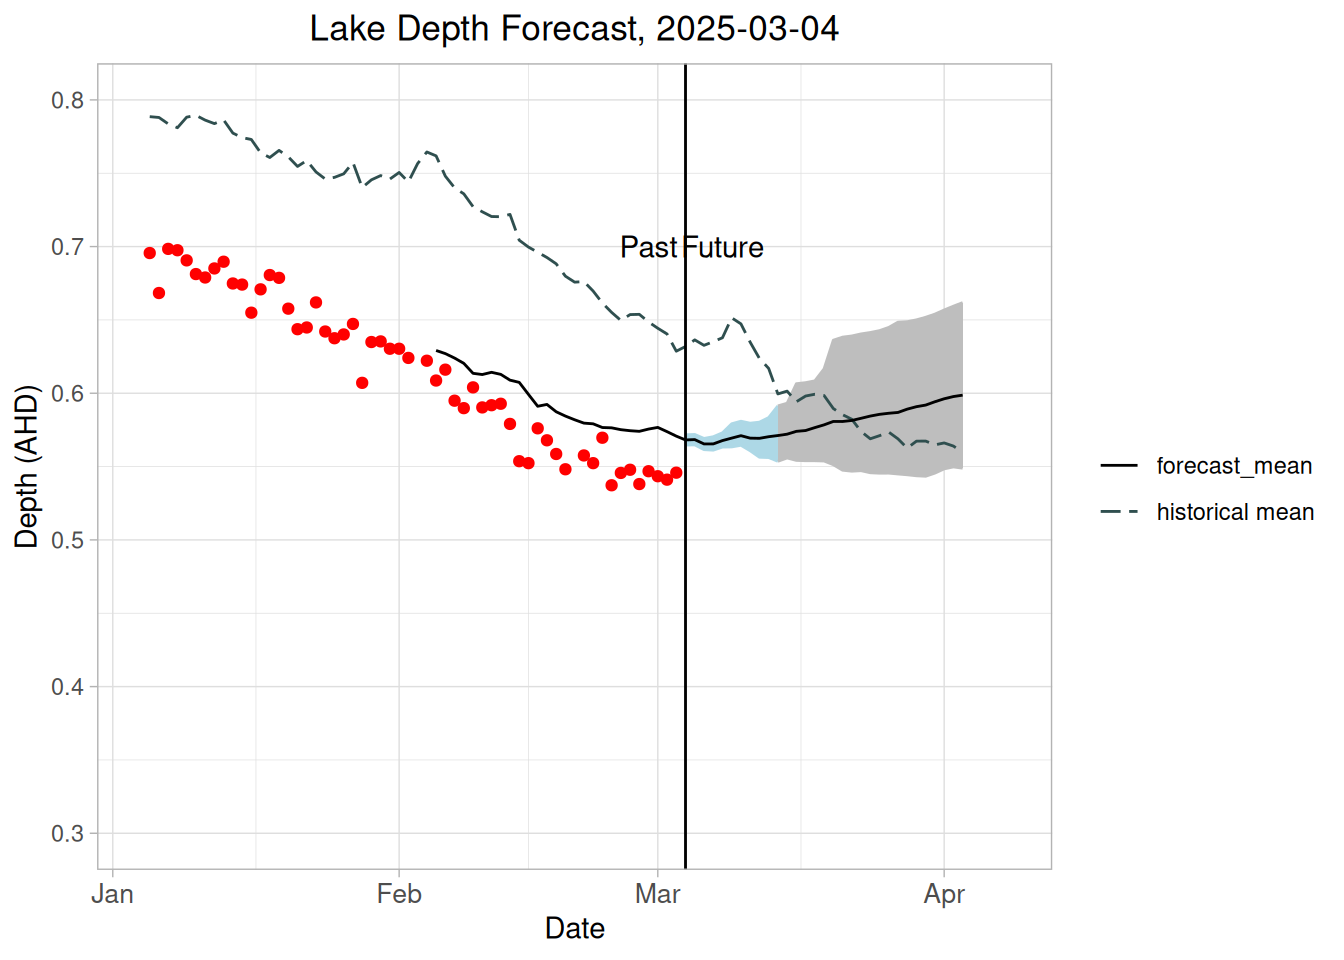 Lake Depth Forecast, 2025-03-04
0.8
0.7
0.6
0.5
0.4
0.3
Depth (AHD)
Past Future
Jan Feb Mar Apr
Date
forecast_mean
historical mean